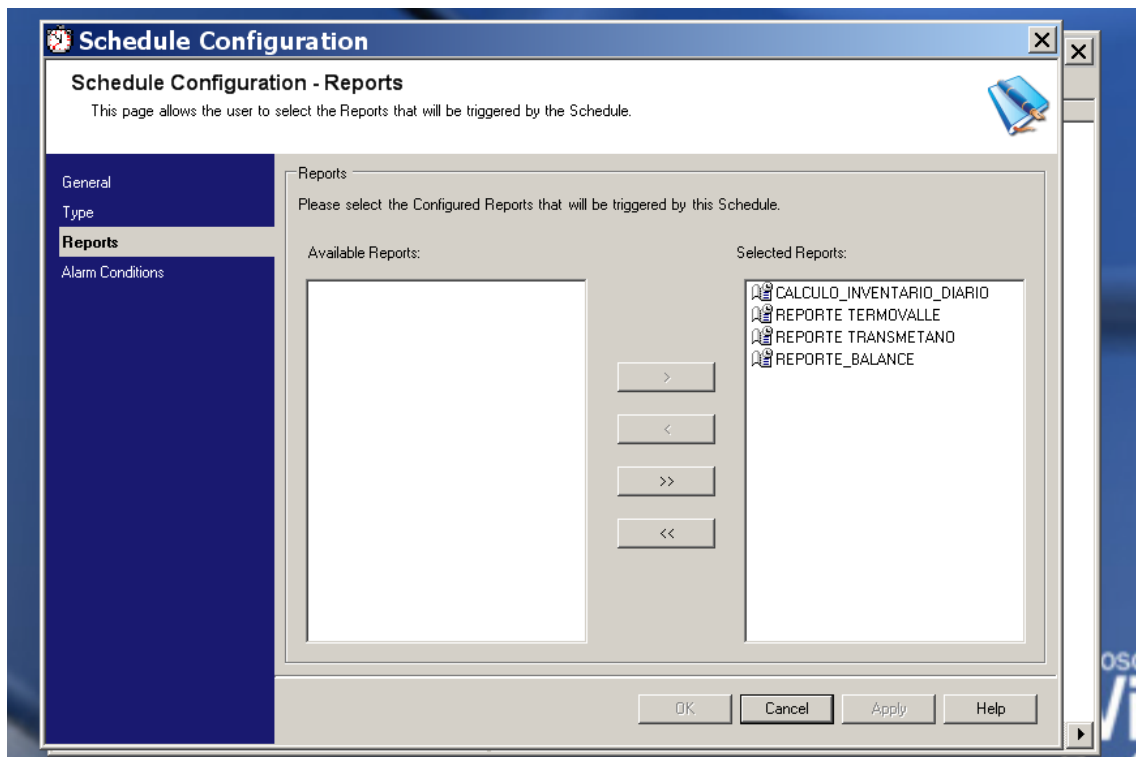 Schedule Configuration
Schedule Configuration - Reports
This page allows the user to select the Reports that will be triggered by the Schedule.
General
Type
Reports
Alarm Conditions
Reports
Please select the Configured Reports that will be triggered by this Schedule.
Available Reports:
Selected Reports:
CALCULO_INVENTARIO_DIARIO
REPORTE TERMOVALLE
REPORTE TRANSMETANO
REPORTE_BALANCE
>
<
>>
<<
OK
Cancel
Apply
Help